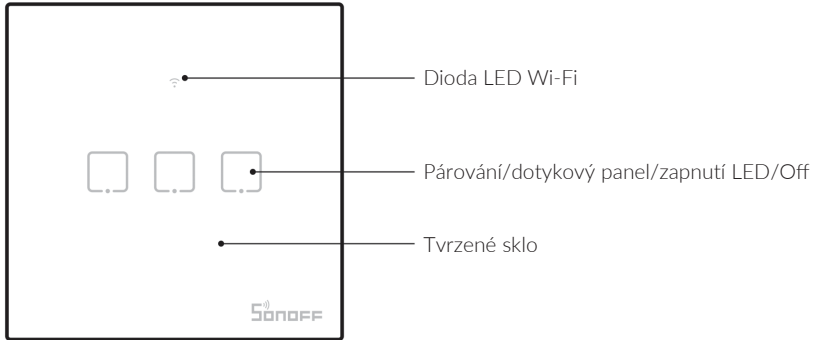 Dioda LED Wi-Fi
Párování/dotykový panel/zapnutí LED/Off
Tvrzené sklo
SONOFF